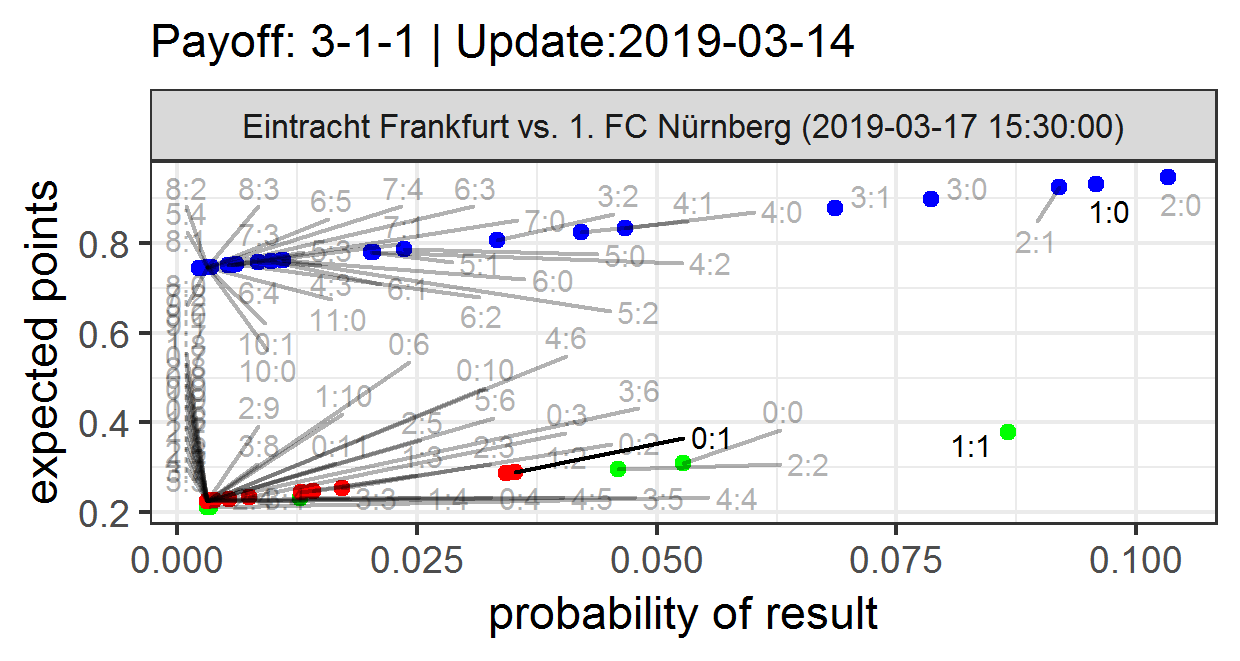 Payoff: 3-1-1 | Update:2019-03-14
Eintracht Frankfurt vs. 1. FC Nürnberg (2019-03-17 15:30:00)
8:2 8:3 7:4 6:3
5:4 6:5 3:2 4:1 3:1 3:0 2:0
8:1 7:3 7:1 7:0 4:0 1:0
5:3 5:1 5:0 4:2 2:1
6:4 4:3 6:1 6:0
11:0 6:2 5:2
10:1 0:6 4:6
10:0 0:10
1:10 3:6
2:9 2:5 5:6 0:3 0:0
3:8 0:11 1:3 2:3 1:2 0:2 0:1 1:1
2:2
3:3 1:4 0:4 4:5 3:5 4:4
expected points
0.8
0.6
0.4
0.2
0.000 0.025 0.050 0.075 0.100
probability of result